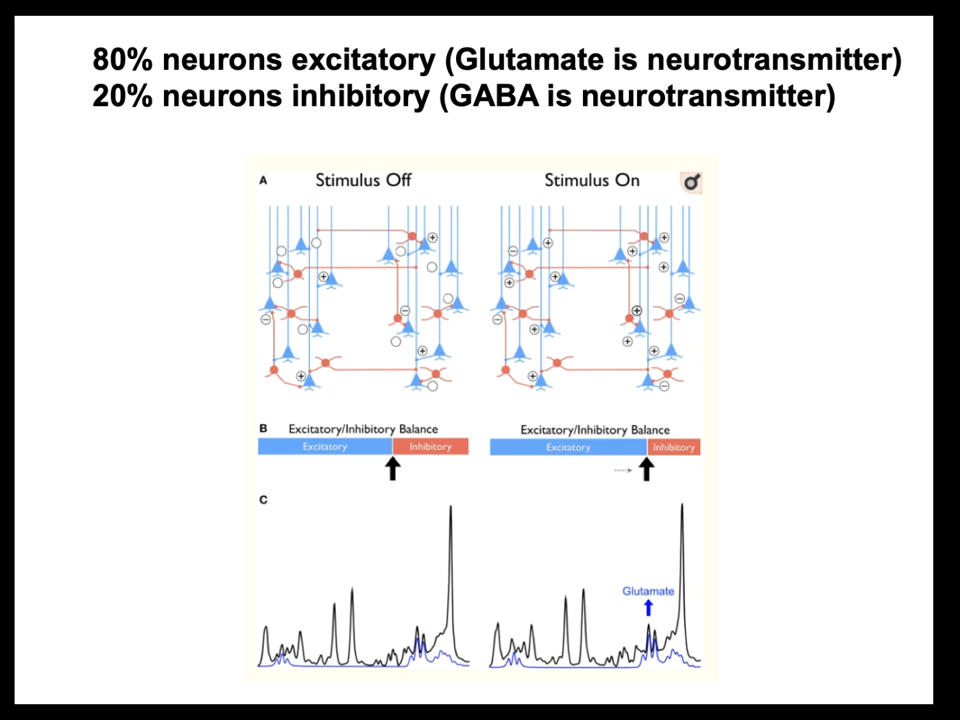 80% neurons excitatory (Glutamate is neurotransmitter)
20% neurons inhibitory (GABA is neurotransmitter)
A Stimulus Off Stimulus On
B Excitatory/Inhibitory Balance Excitatory/Inhibitory Balance
Excitatory Inhibitory Excitatory Inhibitory
C
Glutamate